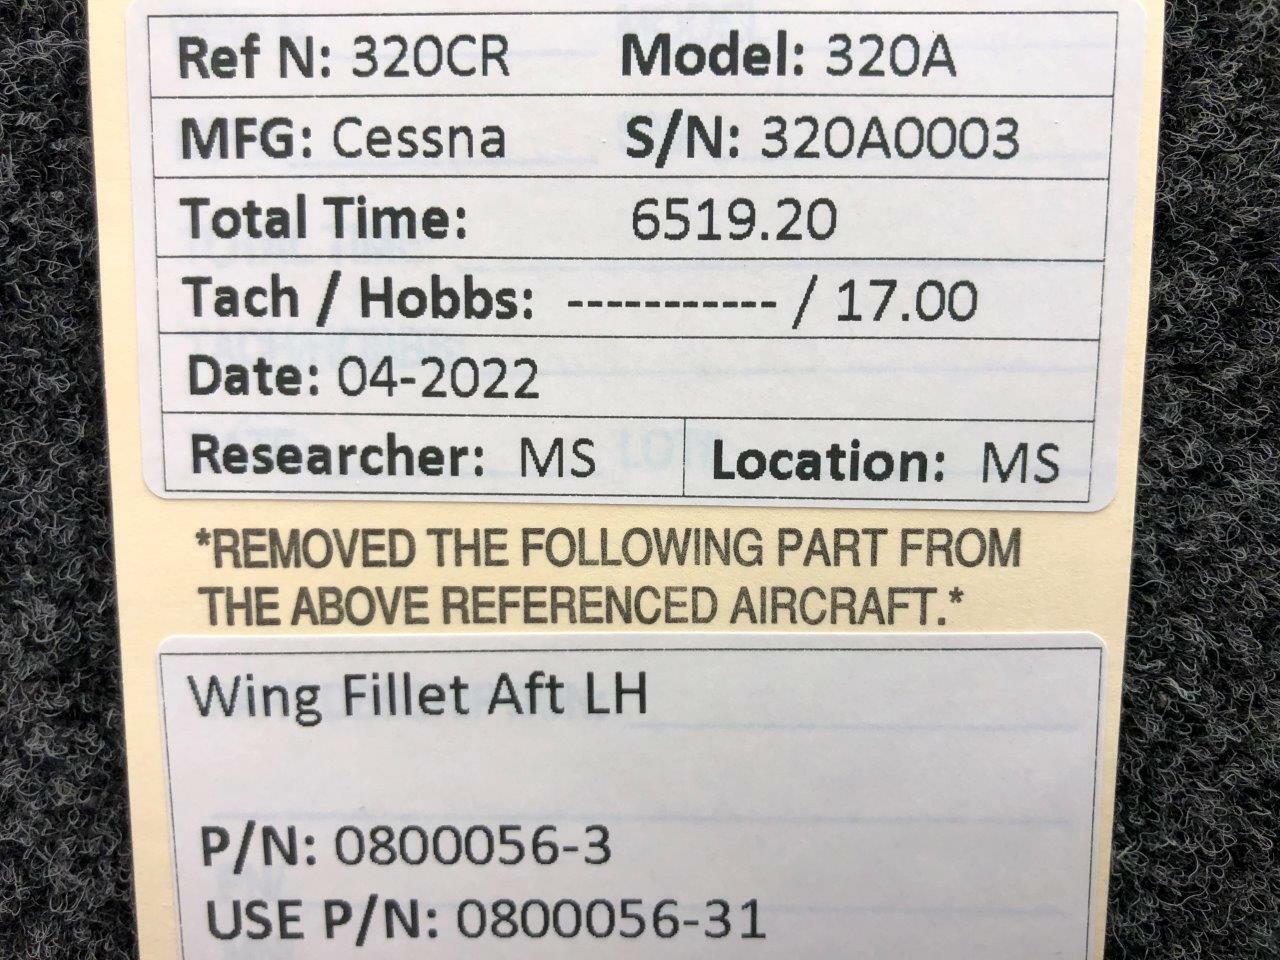 Ref N: 320CR Model: 320A
MFG: Cessna S/N: 320A0003
Total Time: 6519.20
Tach / Hobbs: ----------- / 17.00
Date: 04-2022
Researcher: MS Location: MS
*REMOVED THE FOLLOWING PART FROM
THE ABOVE REFERENCED AIRCRAFT.*
Wing Fillet Aft LH
P/N: 0800056-3
USE P/N: 0800056-31